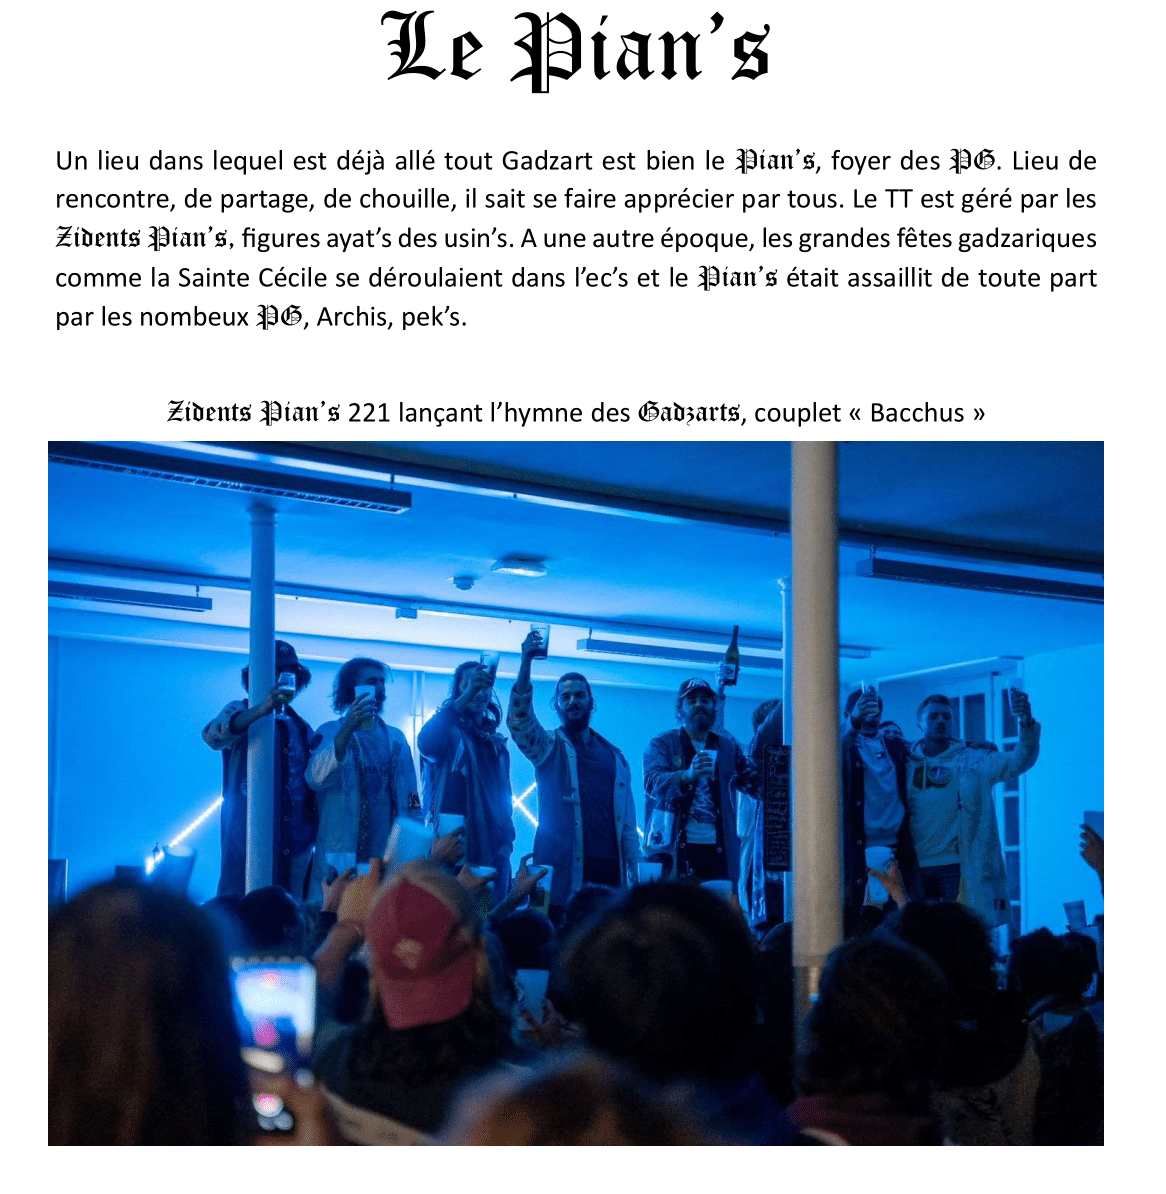 Le Pian's
Un lieu dans lequel est déjà allé tout Gadzart est bien le Pian's, foyer des PG. Lieu de
rencontre, de partage, de chouille, il sait se faire apprécier par tous. Le TT est géré par les
Zidents Pian's, figures ayat's des usin's. A une autre époque, les grandes fêtes gadzariques
comme la Sainte Cécile se déroulaient dans l'ec's et le Pian's était assaillit de toute part
par les nombeux PG, Archis, pek's.
Zidents Pian's 221 lançant l'hymne des Gadzarts, couplet « Bacchus »